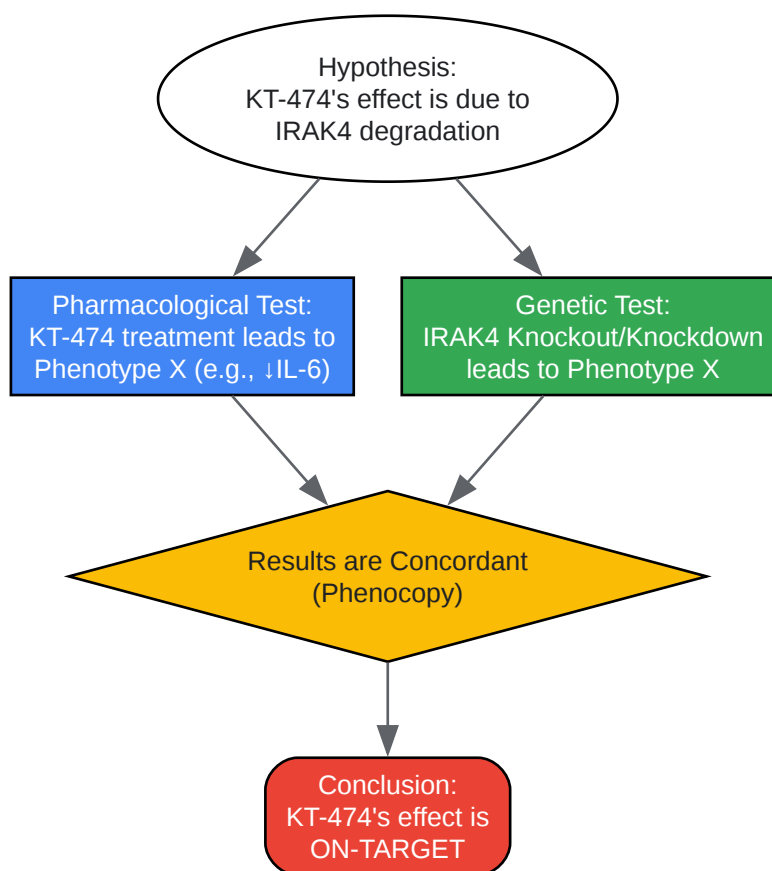 Hypothesis:
KT-474's effect is due to
IRAK4 degradation
Pharmacological Test:
KT-474 treatment leads to
Phenotype X (e.g., ↓IL-6)
Genetic Test:
IRAK4 Knockout/Knockdown
leads to Phenotype X
Results are Concordant
(Phenocopy)
Conclusion:
KT-474's effect is
ON-TARGET